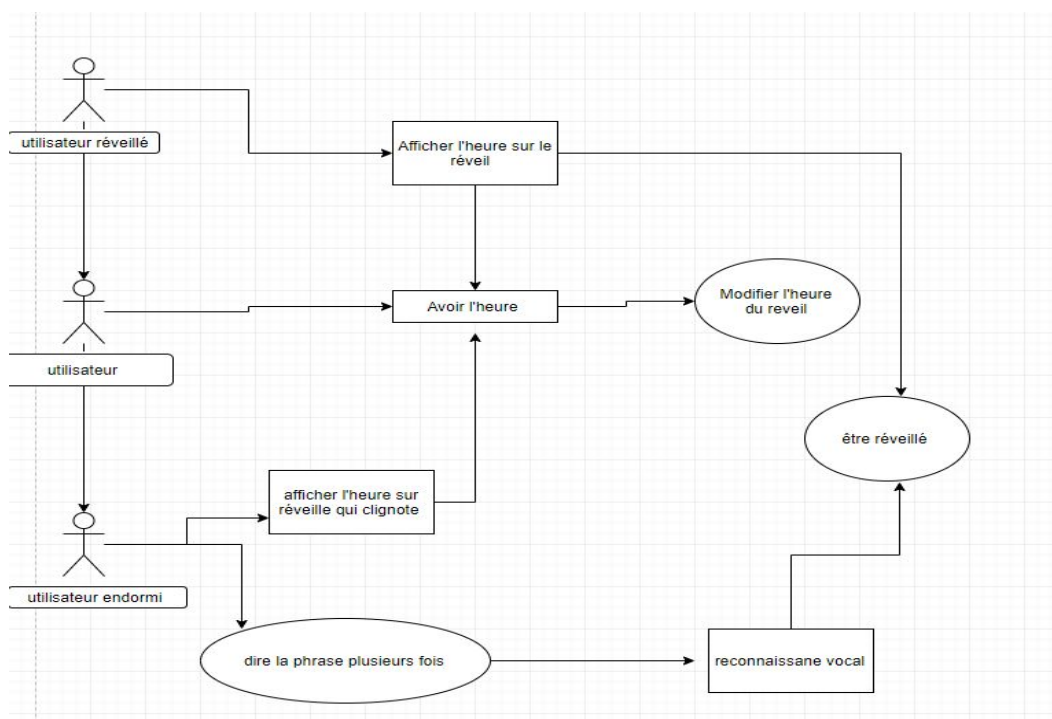 utilisateur réveillé
Afficher l'heure sur le
réveil
Avoir l'heure
Modifier l'heure
du reveil
utilisateur
être réveillé
afficher l'heure sur
réveille qui clignote
utilisateur endormi
dire la phrase plusieurs fois
reconnaissane vocal